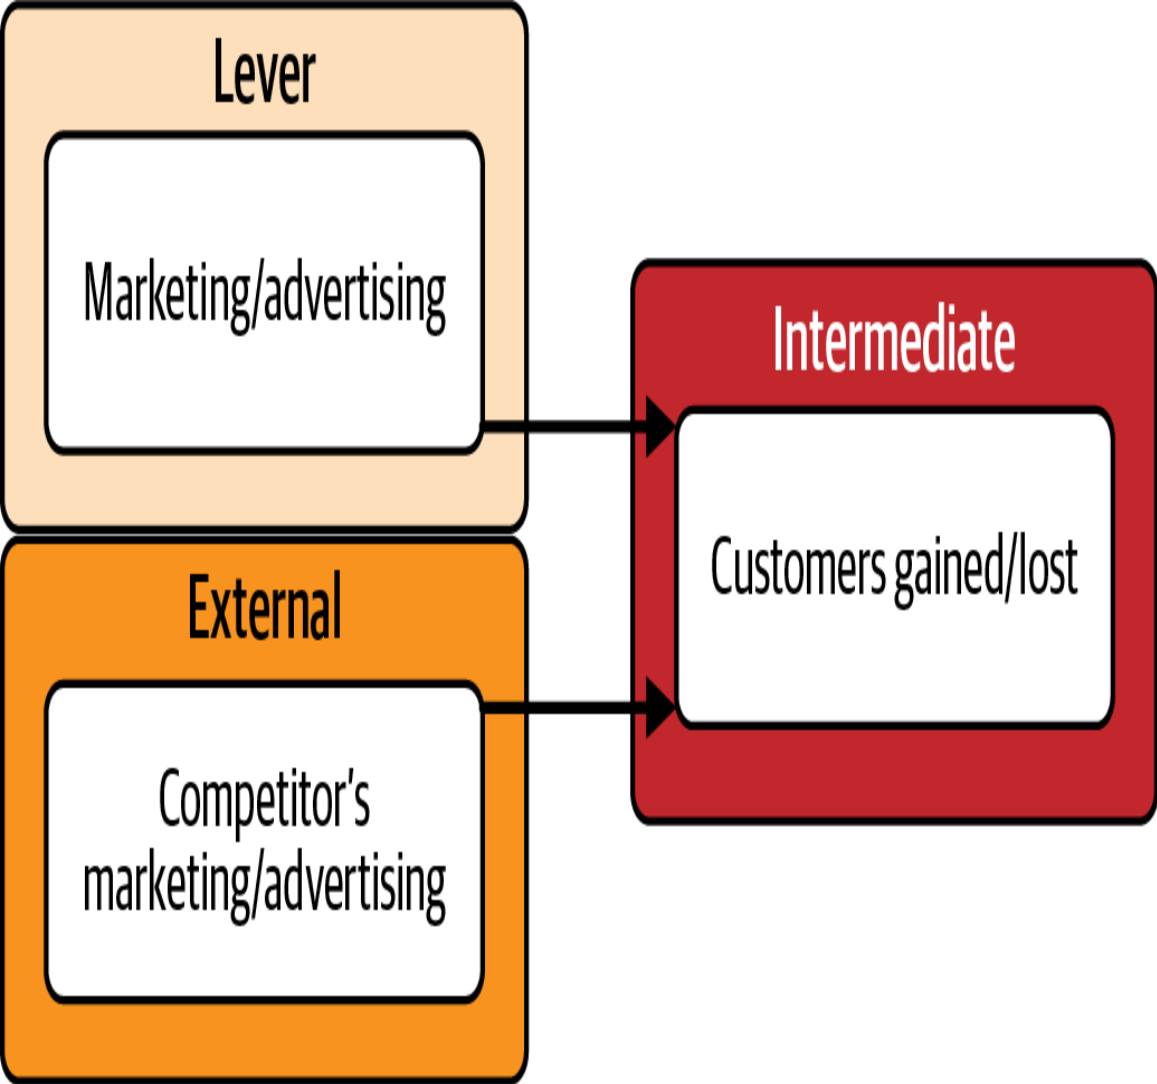 Lever
Marketing/advertising
Intermediate
Customers gained/lost
External
Competitor’s
marketing/advertising